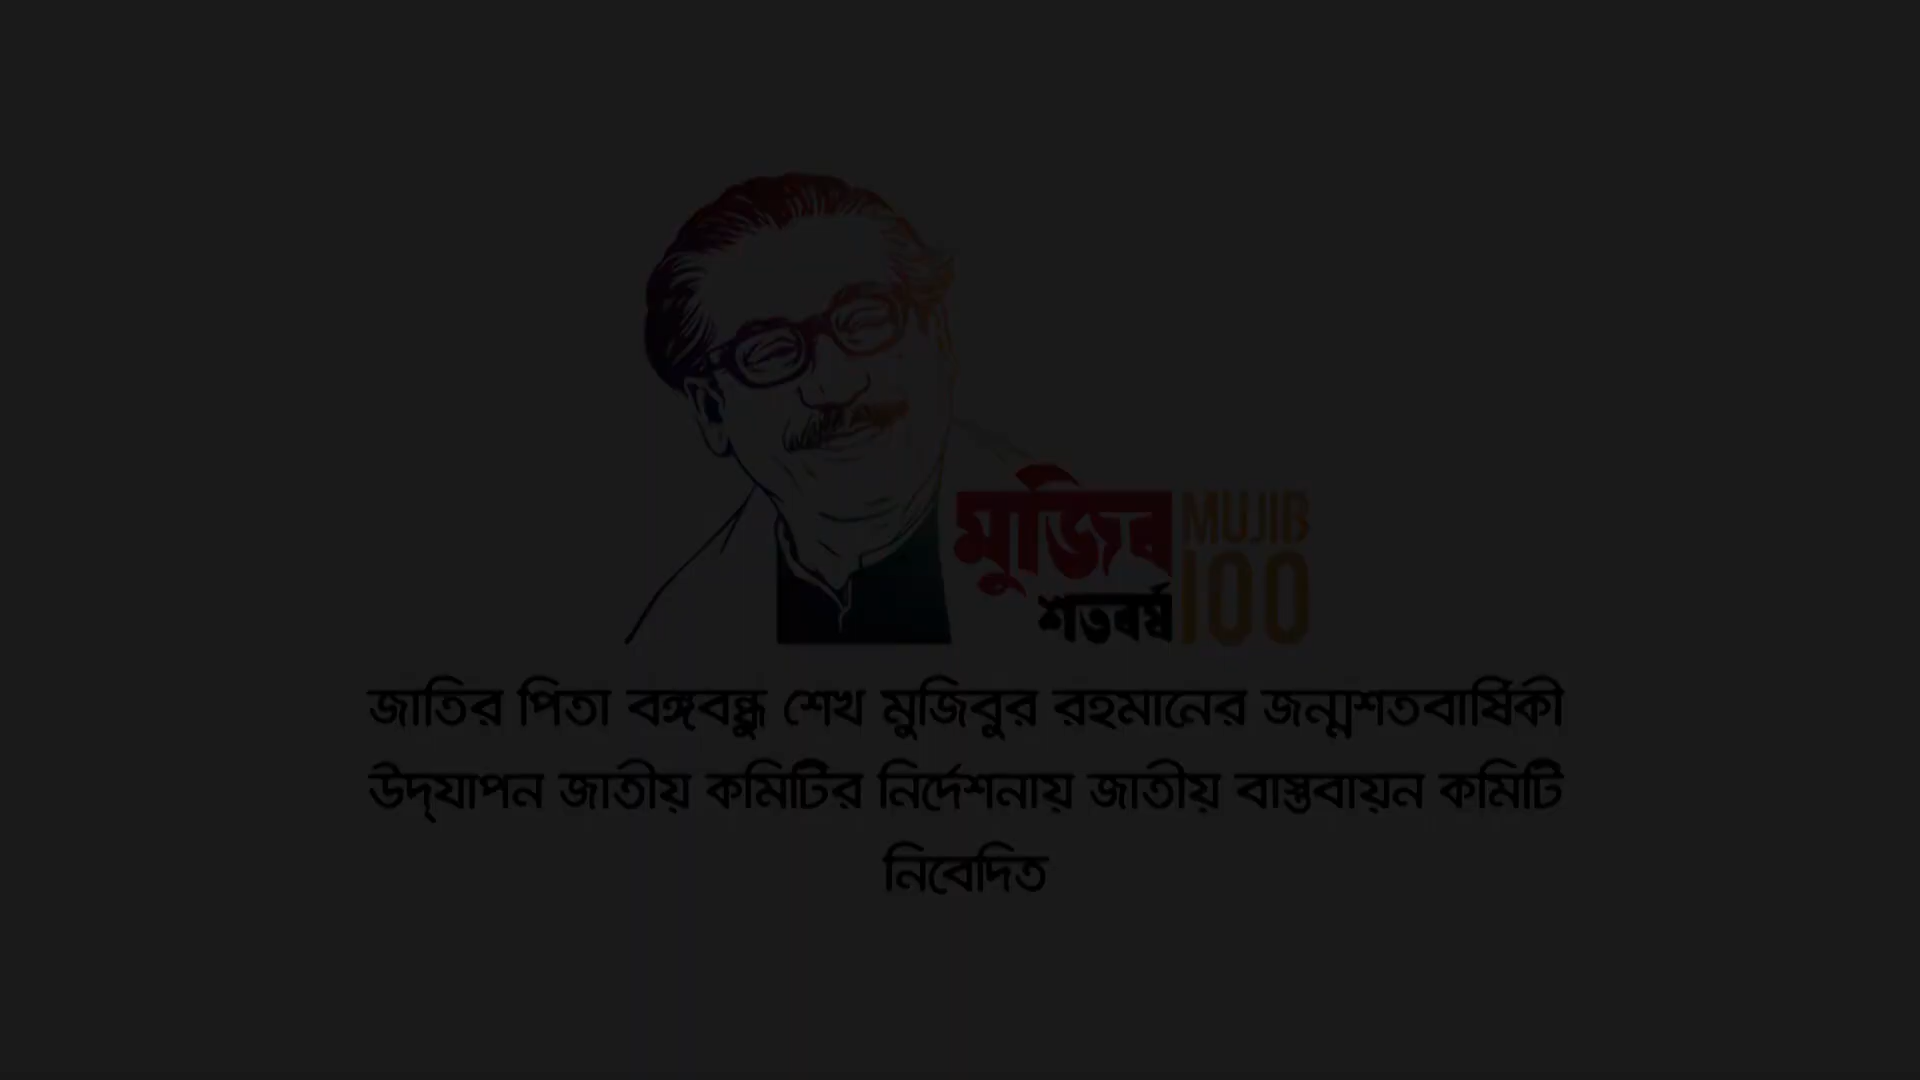 মুজিব
শতবর্ষ
MUJIB
100
জাতির পিতা বঙ্গবন্ধু শেখ মুজিবুর রহমানের জন্মশতবার্ষিকী
উদ্‌যাপন জাতীয় কমিটির নির্দেশনায় জাতীয় বাস্তবায়ন কমিটি
নিবেদিত